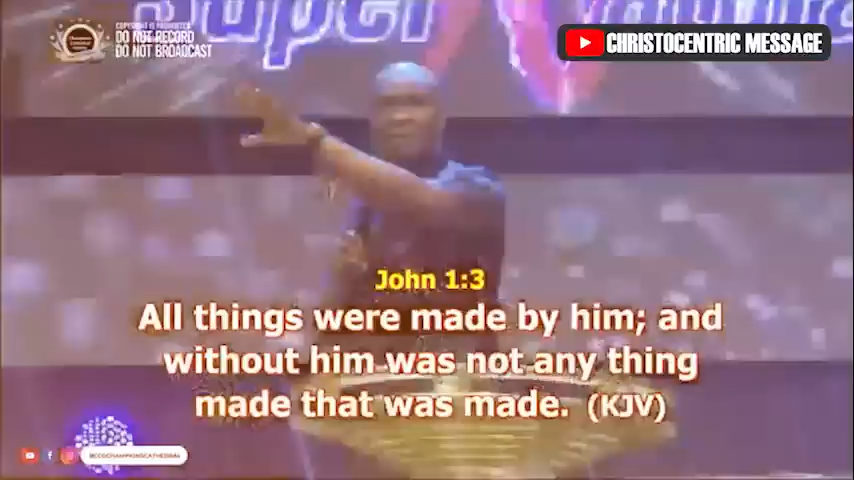 COPYRIGHT IS PROHIBITED
DO NOT RECORD
DO NOT BROADCAST
Super
CHRISTOCENTRIC MESSAGE
John 1:3
All things were made by him; and
without him was not any thing
made that was made. (KJV)